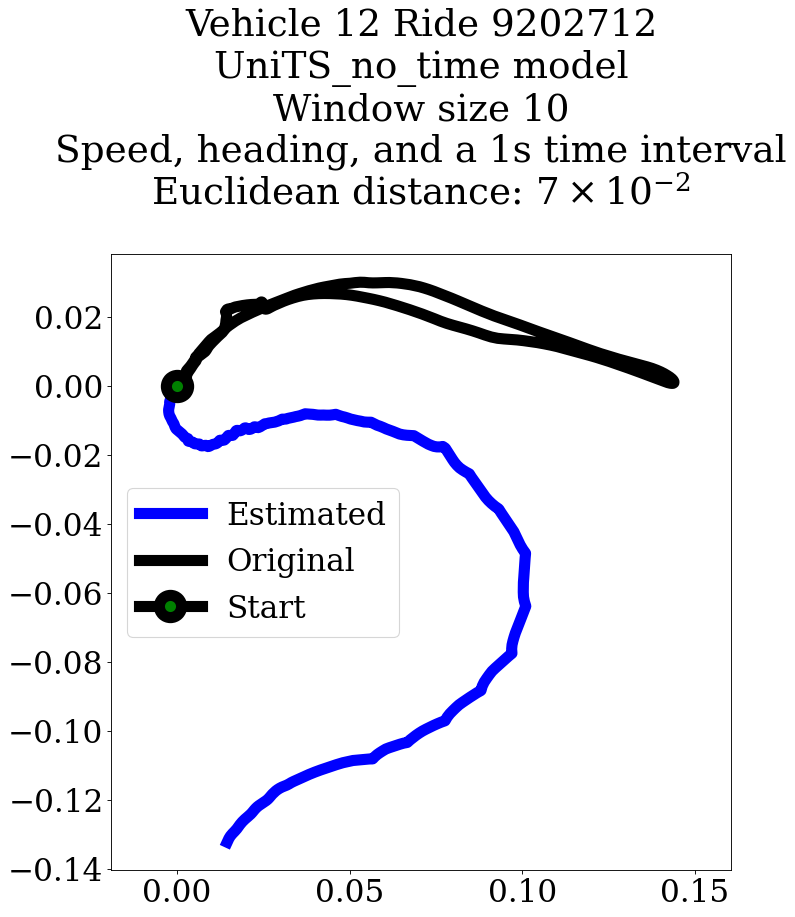 Vehicle 12 Ride 9202712
UniTS_no_time model
Window size 10
Speed, heading, and a 1s time interval
Euclidean distance: 7 × 10⁻²
0.02
0.00
−0.02
−0.04
−0.06
−0.08
−0.10
−0.12
−0.14
Estimated
Original
Start
0.00 0.05 0.10 0.15